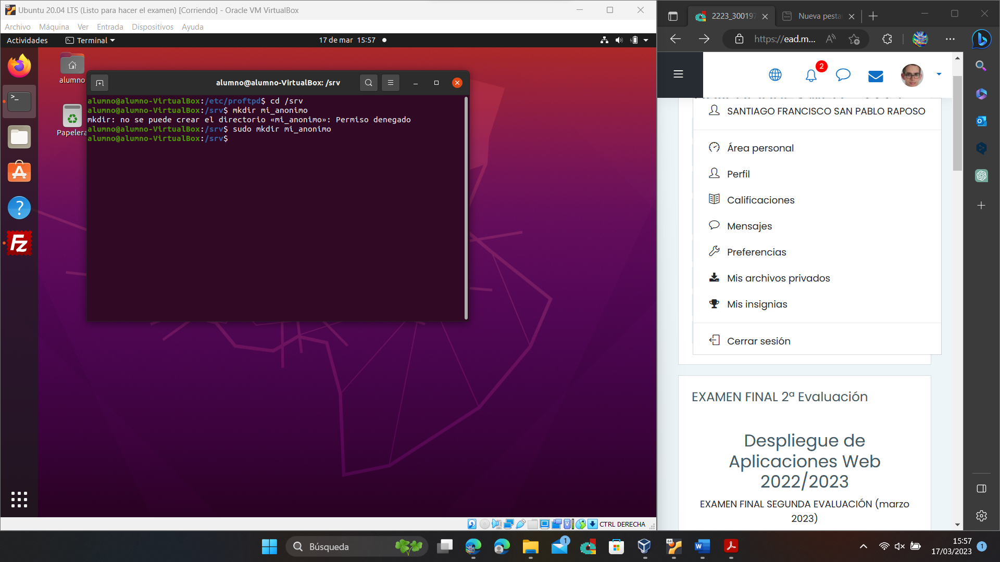 Ubuntu 20.04 LTS (Listo para hacer el examen) [Corriendo] - Oracle VM VirtualBox
Archivo Máquina Ver Entrada Dispositivos Ayuda
Actividades Terminal 17 de mar 15:57
alumno
Papelera
alumno@alumno-VirtualBox: /srv
alumno@alumno-VirtualBox:/etc/proftpd$ cd /srv
alumno@alumno-VirtualBox:/srv$ mkdir mi_anonimo
mkdir: no se puede crear el directorio «mi_anonimo»: Permiso denegado
alumno@alumno-VirtualBox:/srv$ sudo mkdir mi_anonimo
alumno@alumno-VirtualBox:/srv$
Fz
CTRL DERECHA
2223_300197 Nueva pesta
https://ead.m...
2
SANTIAGO FRANCISCO SAN PABLO RAPOSO
Área personal
Perfil
Calificaciones
Mensajes
Preferencias
Mis archivos privados
Mis insignias
Cerrar sesión
EXAMEN FINAL 2ª Evaluación
Despliegue de
Aplicaciones Web
2022/2023
EXAMEN FINAL SEGUNDA EVALUACIÓN (marzo
2023)
Búsqueda
1
15:57
17/03/2023
1